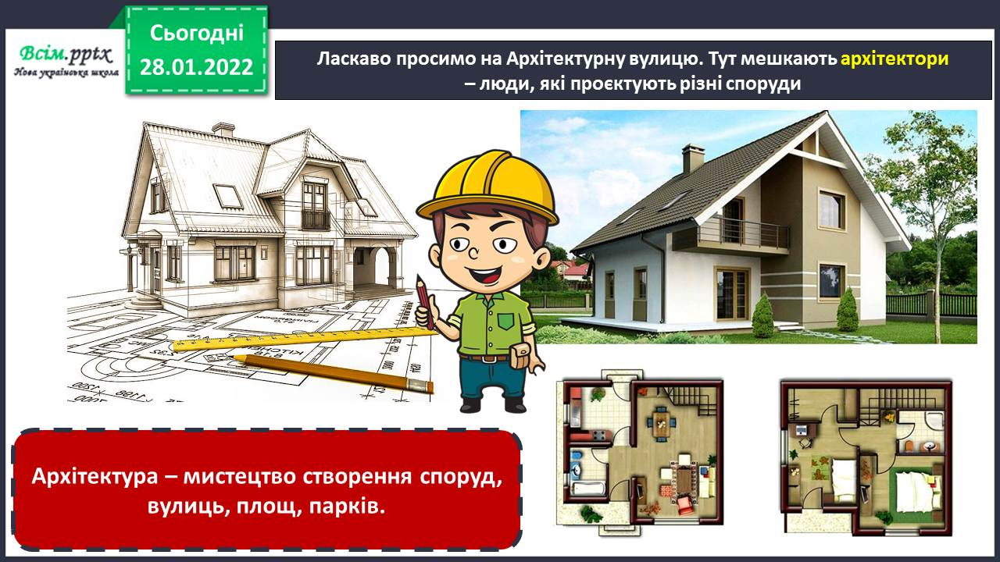 Сьогодні
28.01.2022
Всім.pptx
Нова українська школа
Ласкаво просимо на Архітектурну вулицю. Тут мешкають архітектори
– люди, які проєктують різні споруди
Архітектура – мистецтво створення споруд,
вулиць, площ, парків.